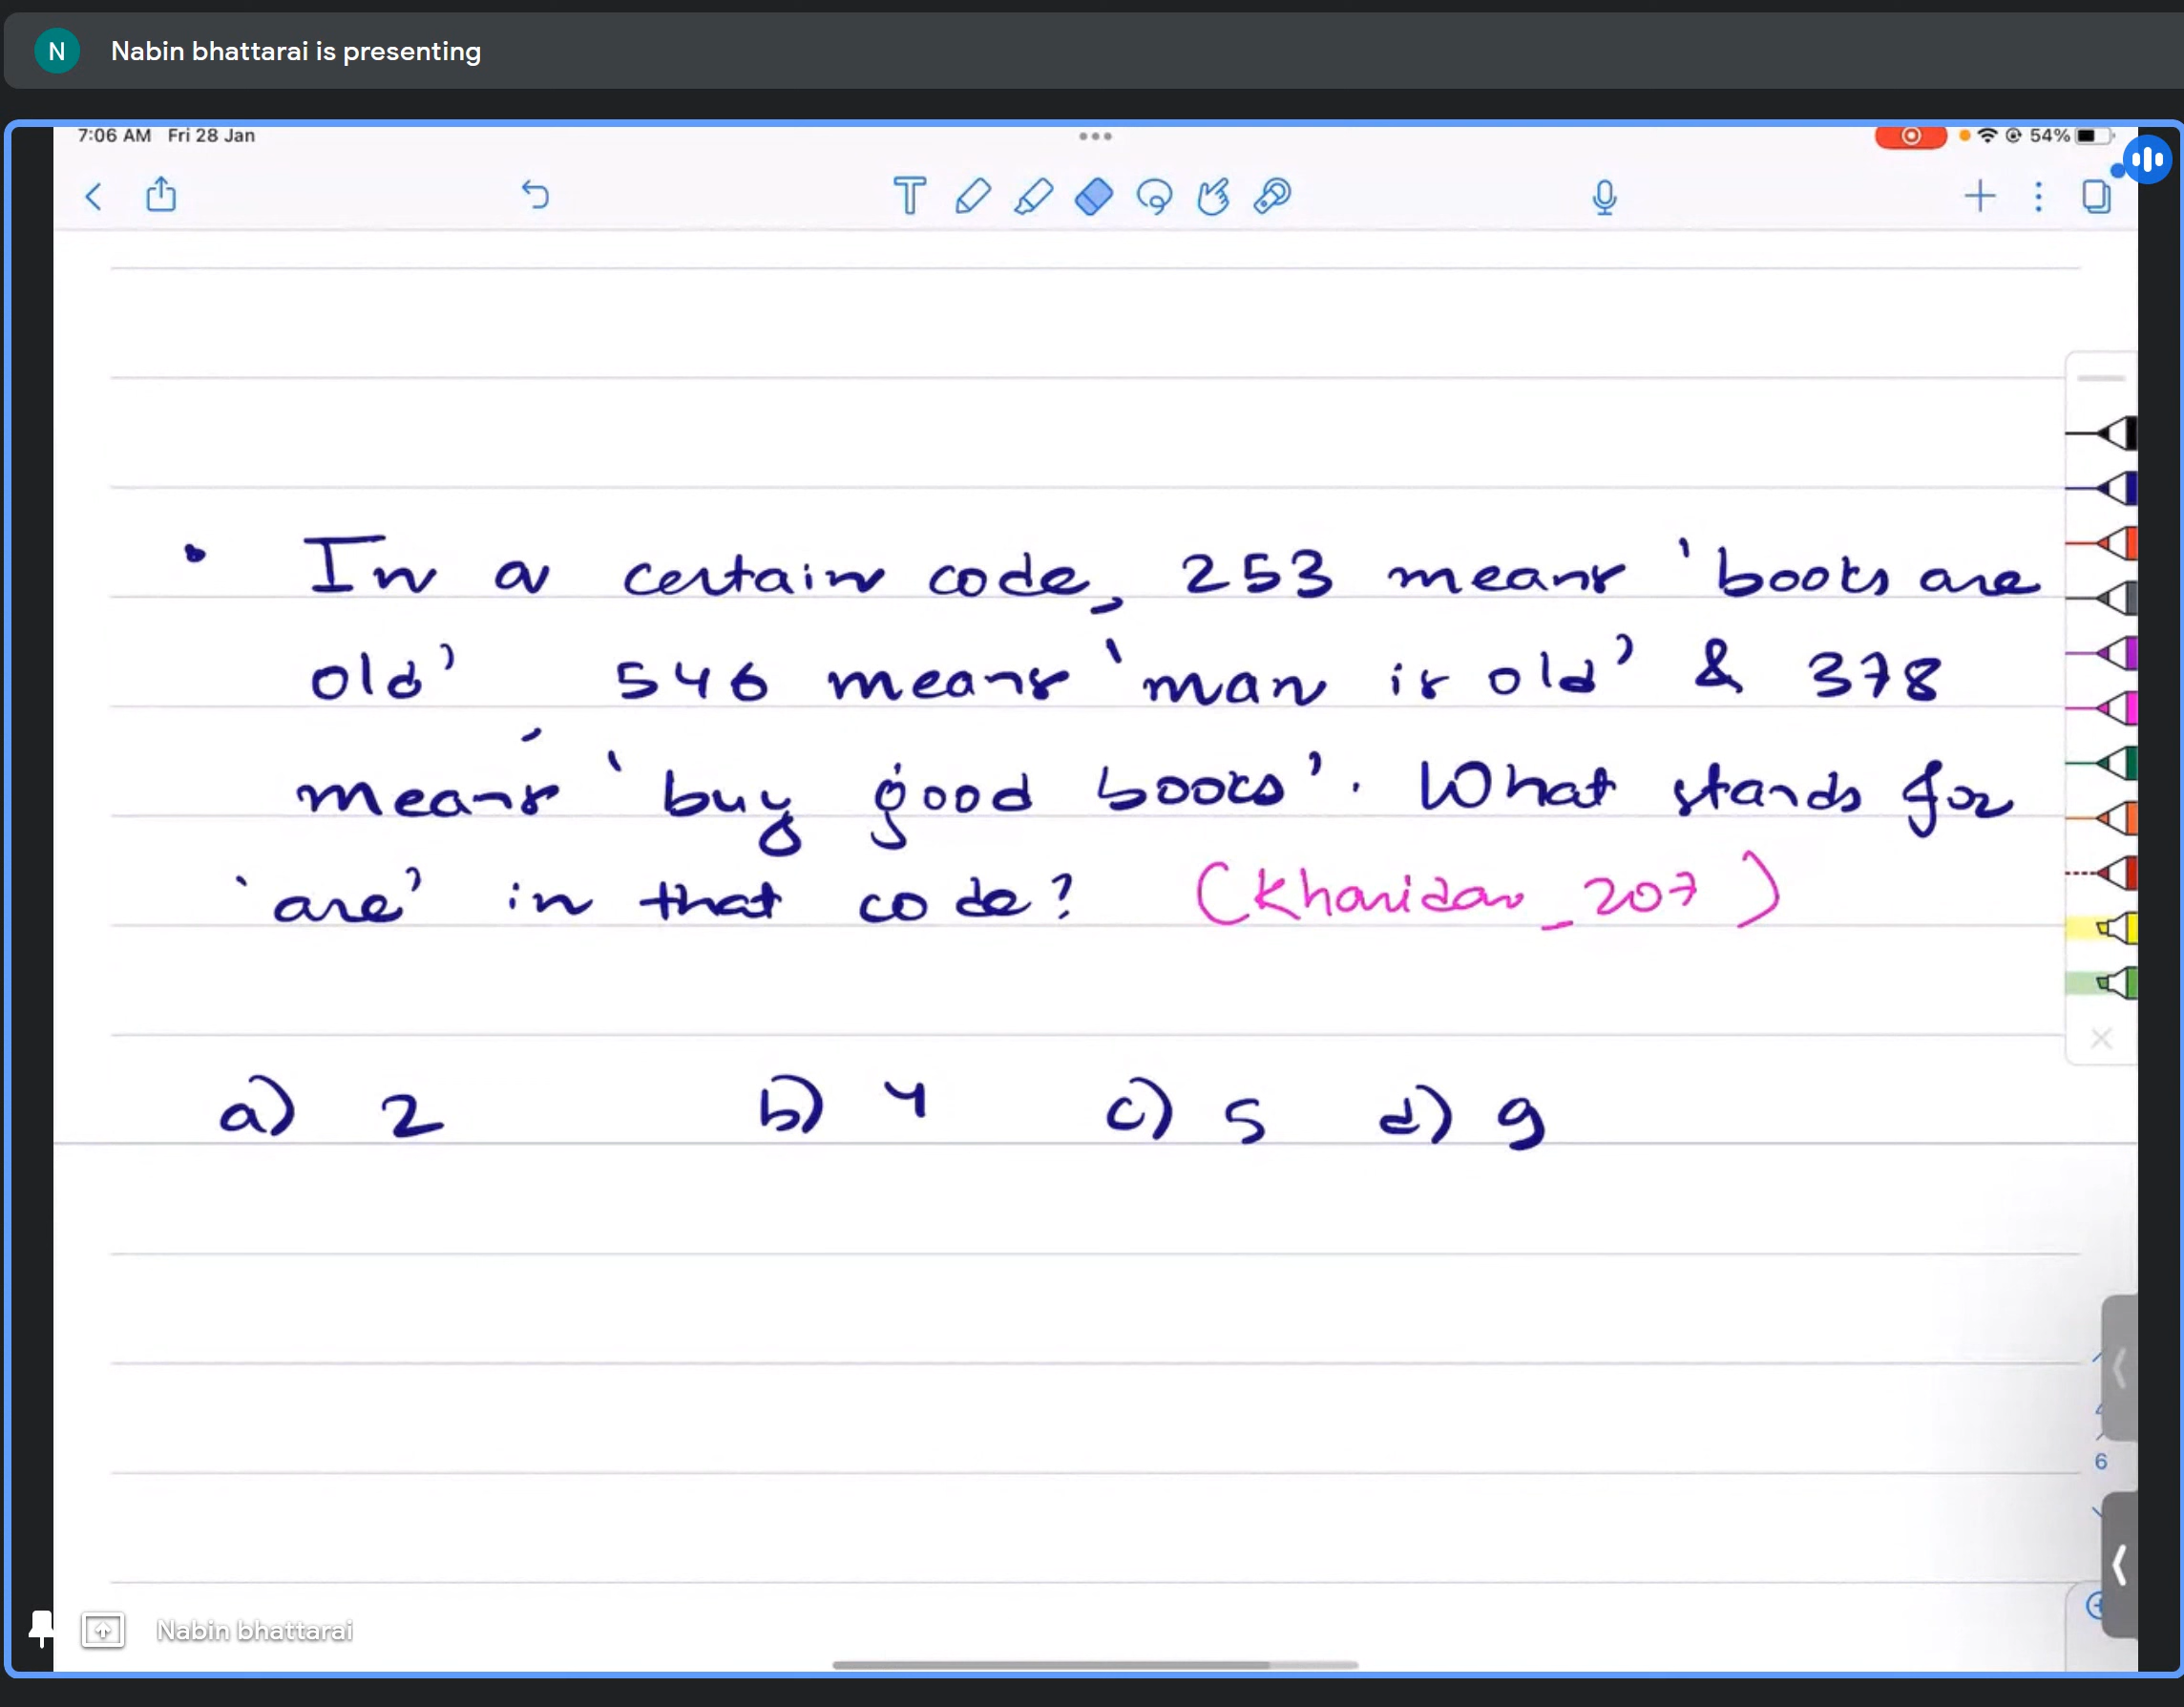 N Nabin bhattarai is presenting
7:06 AM Fri 28 Jan
54%
• In a certain code, 253 means 'books are
old' 546 means 'man is old' & 378
means 'buy good books'. What stands for
'are' in that code? (Kharidar_207)
a) 2 b) 4 c) 5 d) 9
6
Nabin bhattarai